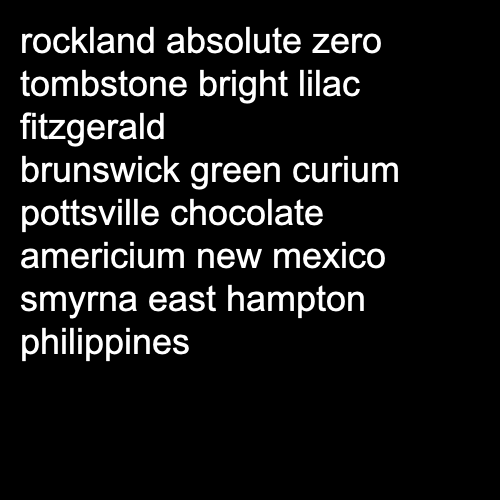 rockland absolute zero
tombstone bright lilac
fitzgerald
brunswick green curium
pottsville chocolate
americium new mexico
smyrna east hampton
philippines